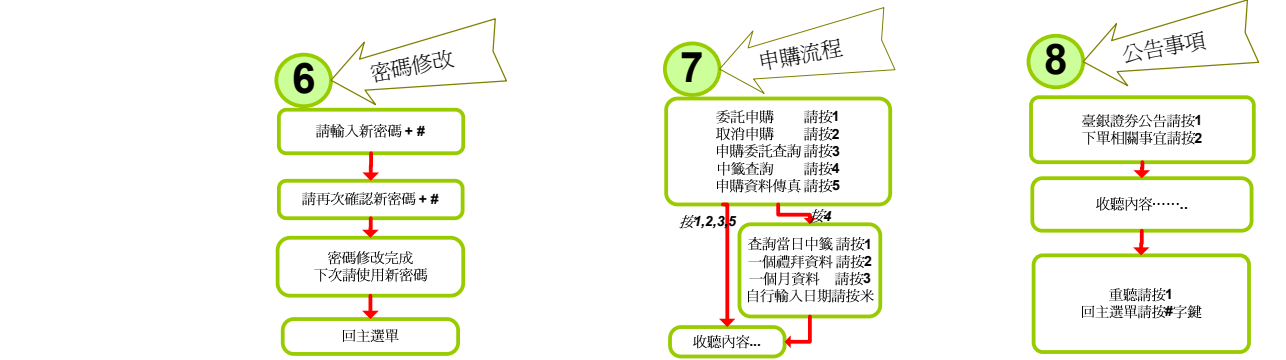 6
密碼修改
請輸入新密碼 + #
請再次確認新密碼 + #
密碼修改完成
下次請使用新密碼
回主選單
7
申購流程
委託申購 請按1
取消申購 請按2
申購委託查詢 請按3
中籤查詢 請按4
申購資料傳真 請按5
按1,2,3,5
按4
查詢當日中籤 請按1
一個禮拜資料 請按2
一個月資料 請按3
自行輸入日期請按米
收聽內容...
8
公告事項
臺銀證券公告請按1
下單相關事宜請按2
收聽內容……..
重聽請按1
回主選單請按#字鍵